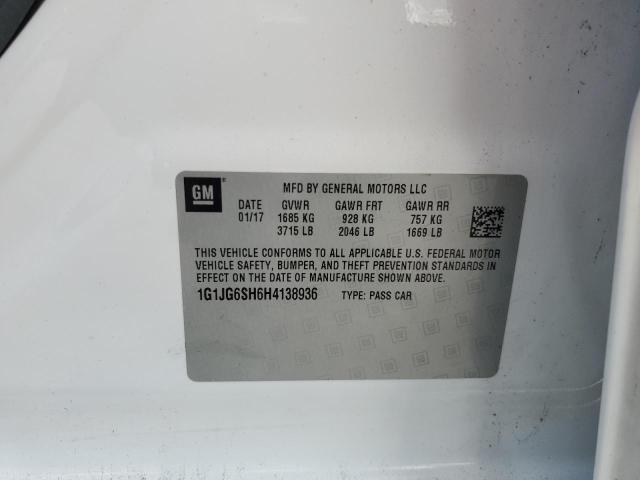 GM ®
MFD BY GENERAL MOTORS LLC
DATE GVWR GAWR FRT GAWR RR
01/17 1685 KG 928 KG 757 KG
3715 LB 2046 LB 1669 LB
THIS VEHICLE CONFORMS TO ALL APPLICABLE U.S. FEDERAL MOTOR
VEHICLE SAFETY, BUMPER, AND THEFT PREVENTION STANDARDS IN
EFFECT ON THE DATE OF MANUFACTURE SHOWN ABOVE.
1G1JG6SH6H4138936 TYPE: PASS CAR